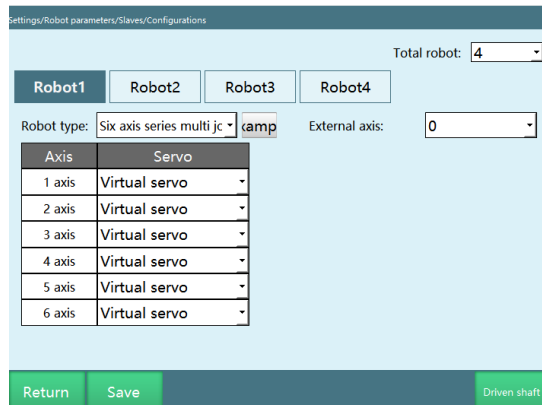 Settings/Robot parameters/Slaves/Configurations
Total robot: 4
Robot1 Robot2 Robot3 Robot4
Robot type: Six axis series multi jc External axis: 0
Axis Servo
1 axis Virtual servo
2 axis Virtual servo
3 axis Virtual servo
4 axis Virtual servo
5 axis Virtual servo
6 axis Virtual servo
Return Save Driven shaft